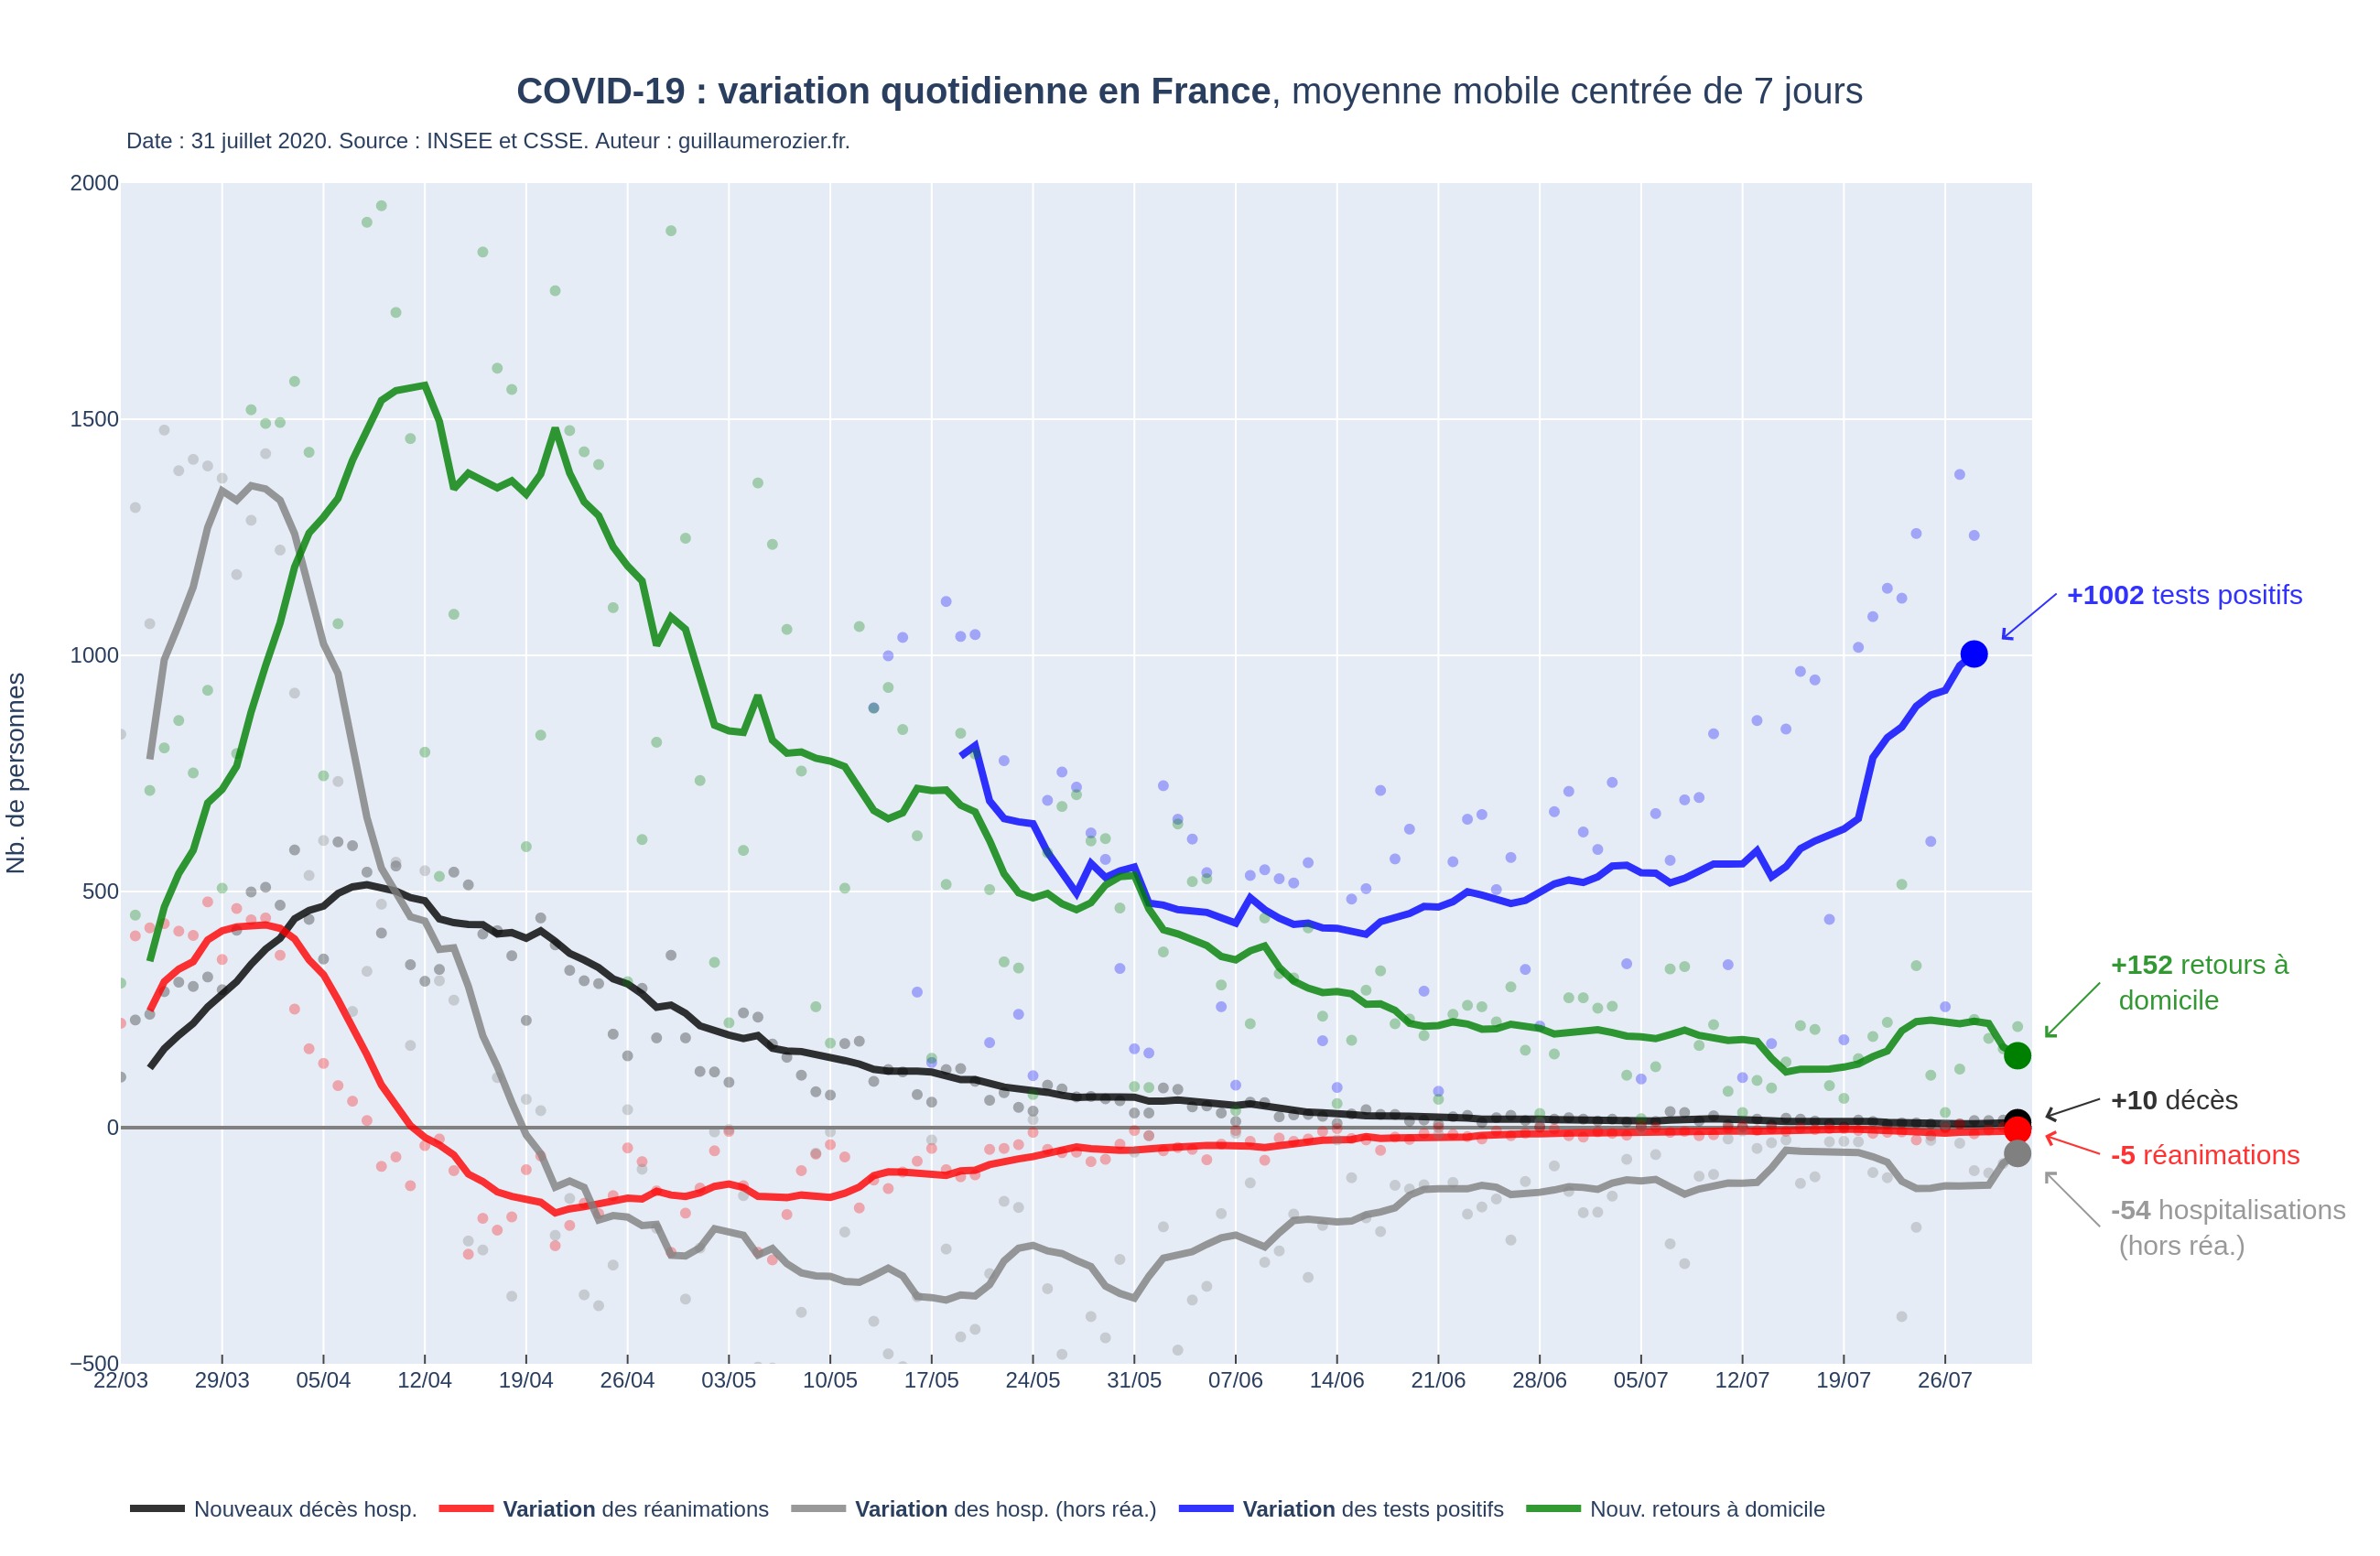 COVID-19 : variation quotidienne en France, moyenne mobile centrée de 7 jours
Date : 31 juillet 2020. Source : INSEE et CSSE. Auteur : guillaumerozier.fr.
Nb. de personnes
2000
1500
1000
500
0
−500
22/03 29/03 05/04 12/04 19/04 26/04 03/05 10/05 17/05 24/05 31/05 07/06 14/06 21/06 28/06 05/07 12/07 19/07 26/07
+1002 tests positifs
+152 retours à
domicile
+10 décès
-5 réanimations
-54 hospitalisations
(hors réa.)
Nouveaux décès hosp. Variation des réanimations Variation des hosp. (hors réa.) Variation des tests positifs Nouv. retours à domicile